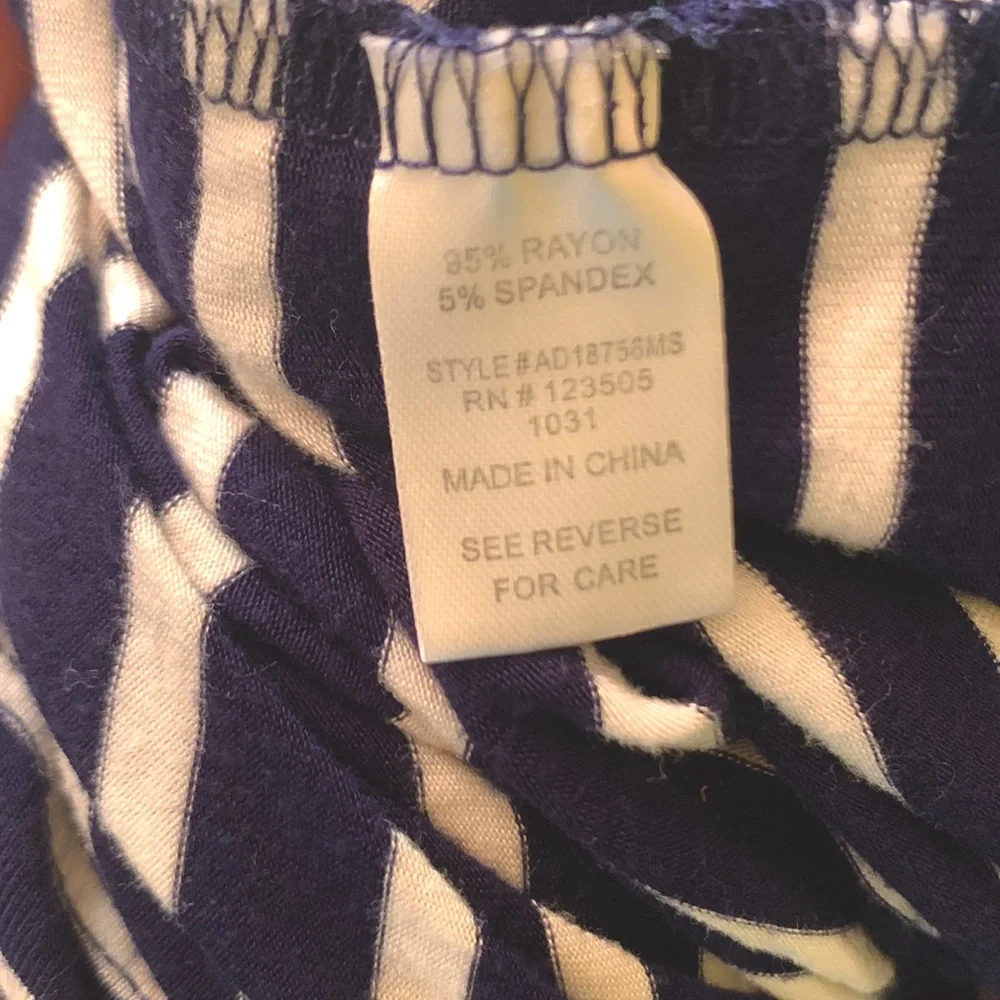 95% RAYON
5% SPANDEX
STYLE # AD18756MS
RN # 123505
1031
MADE IN CHINA
SEE REVERSE
FOR CARE